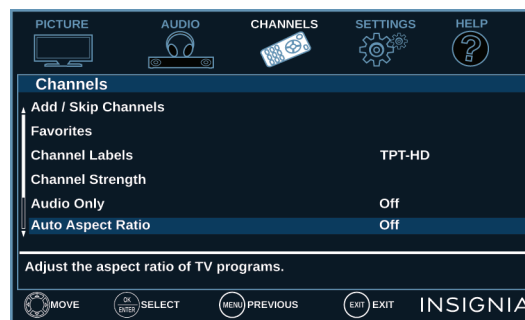 PICTURE AUDIO CHANNELS SETTINGS HELP
?
Channels
Add / Skip Channels
Favorites
Channel Labels TPT-HD
Channel Strength
Audio Only Off
Auto Aspect Ratio Off
Adjust the aspect ratio of TV programs.
MOVE OK ENTER SELECT MENU PREVIOUS EXIT EXIT INSIGNIA